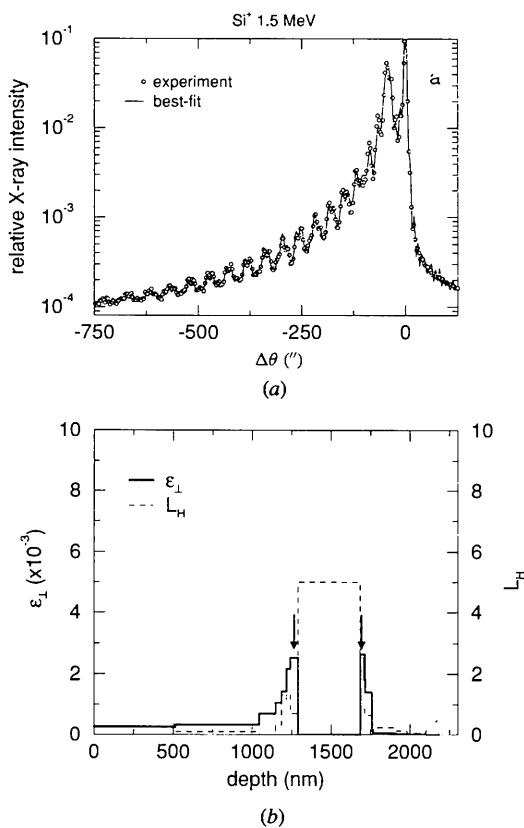 Si⁺ 1.5 MeV
a
experiment
best-fit
relative X-ray intensity
10⁻¹
10⁻²
10⁻³
10⁻⁴
-750 -500 -250 0
Δθ (")
(a)
ε⊥
L_H
ε⊥ (x10⁻³)
10
8
6
4
2
0
10
8
6
4
2
0
L_H
0 500 1000 1500 2000
depth (nm)
(b)